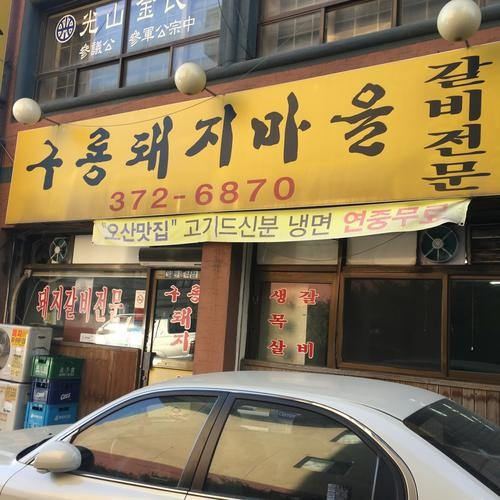 光山金氏
參議公 參軍公宗中
구룡돼지마을
갈비전문
372-6870
"오산맛집" 고기드신분 냉면 연중무료
돼지갈비전문
구룡돼지
생목살
갈비